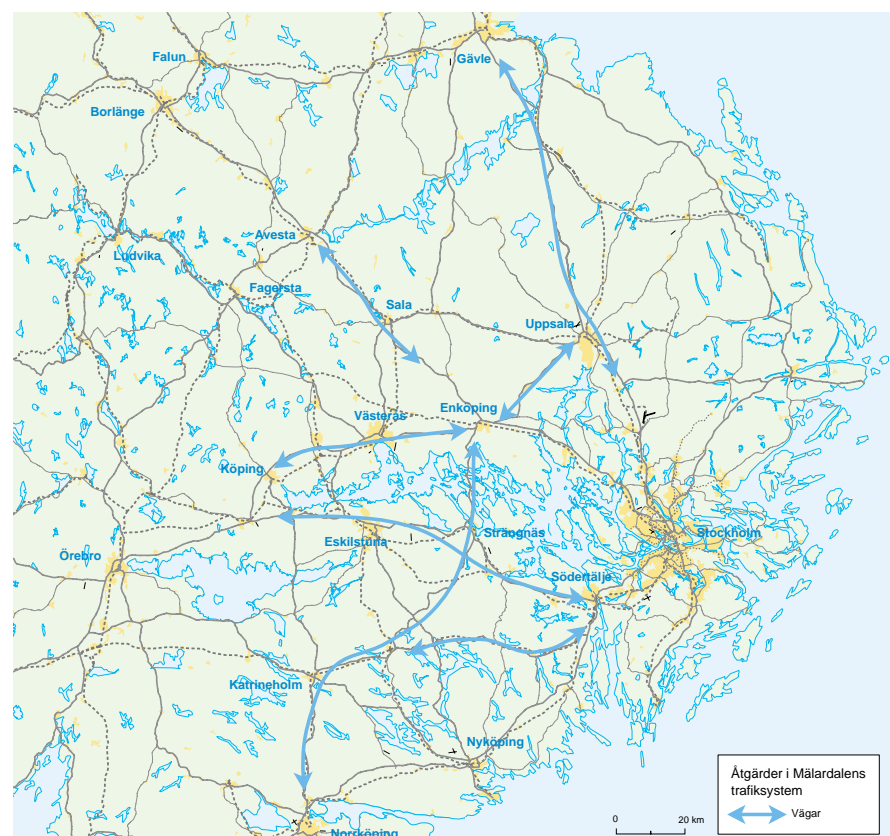 Falun
Gävle
Borlänge
Avesta
Ludvika
Fagersta
Sala
Uppsala
Västerås
Enköping
Köping
Örebro
Eskilstuna
Strängnäs
Stockholm
Södertälje
Katrineholm
Nyköping
Norrköping
0
20 km
Åtgärder i Mälardalens
trafiksystem
Vägar